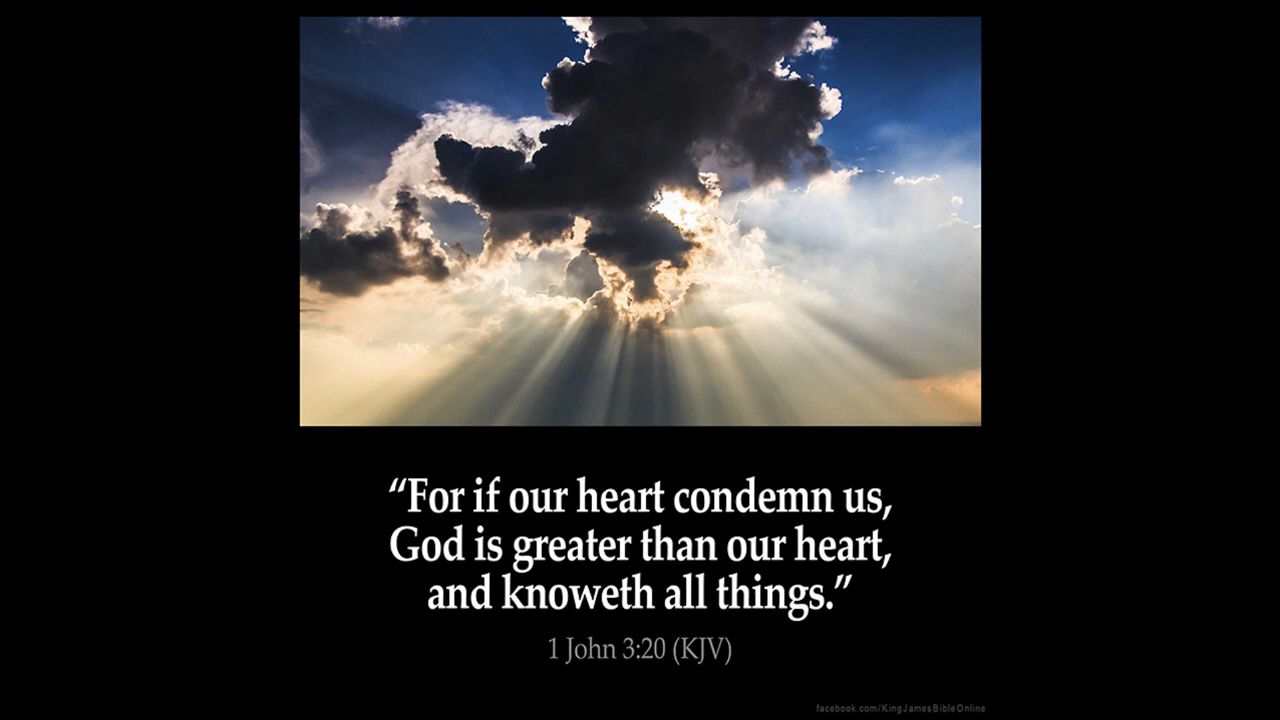 “For if our heart condemn us,
God is greater than our heart,
and knoweth all things.”
1 John 3:20 (KJV)
facebook.com/KingJamesBibleOnline